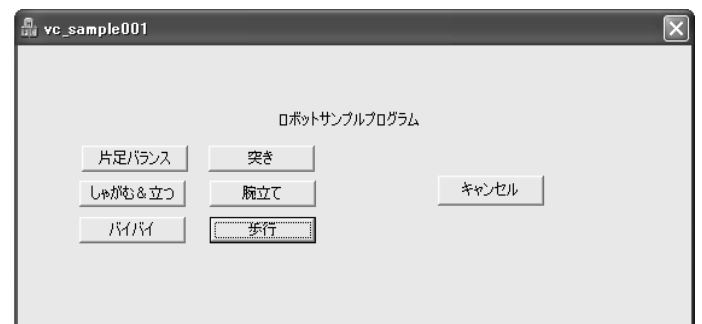 vc_sample001
ロボットサンプルプログラム
片足バランス 突き
しゃがむ＆立つ 腕立て キャンセル
バイバイ 歩行